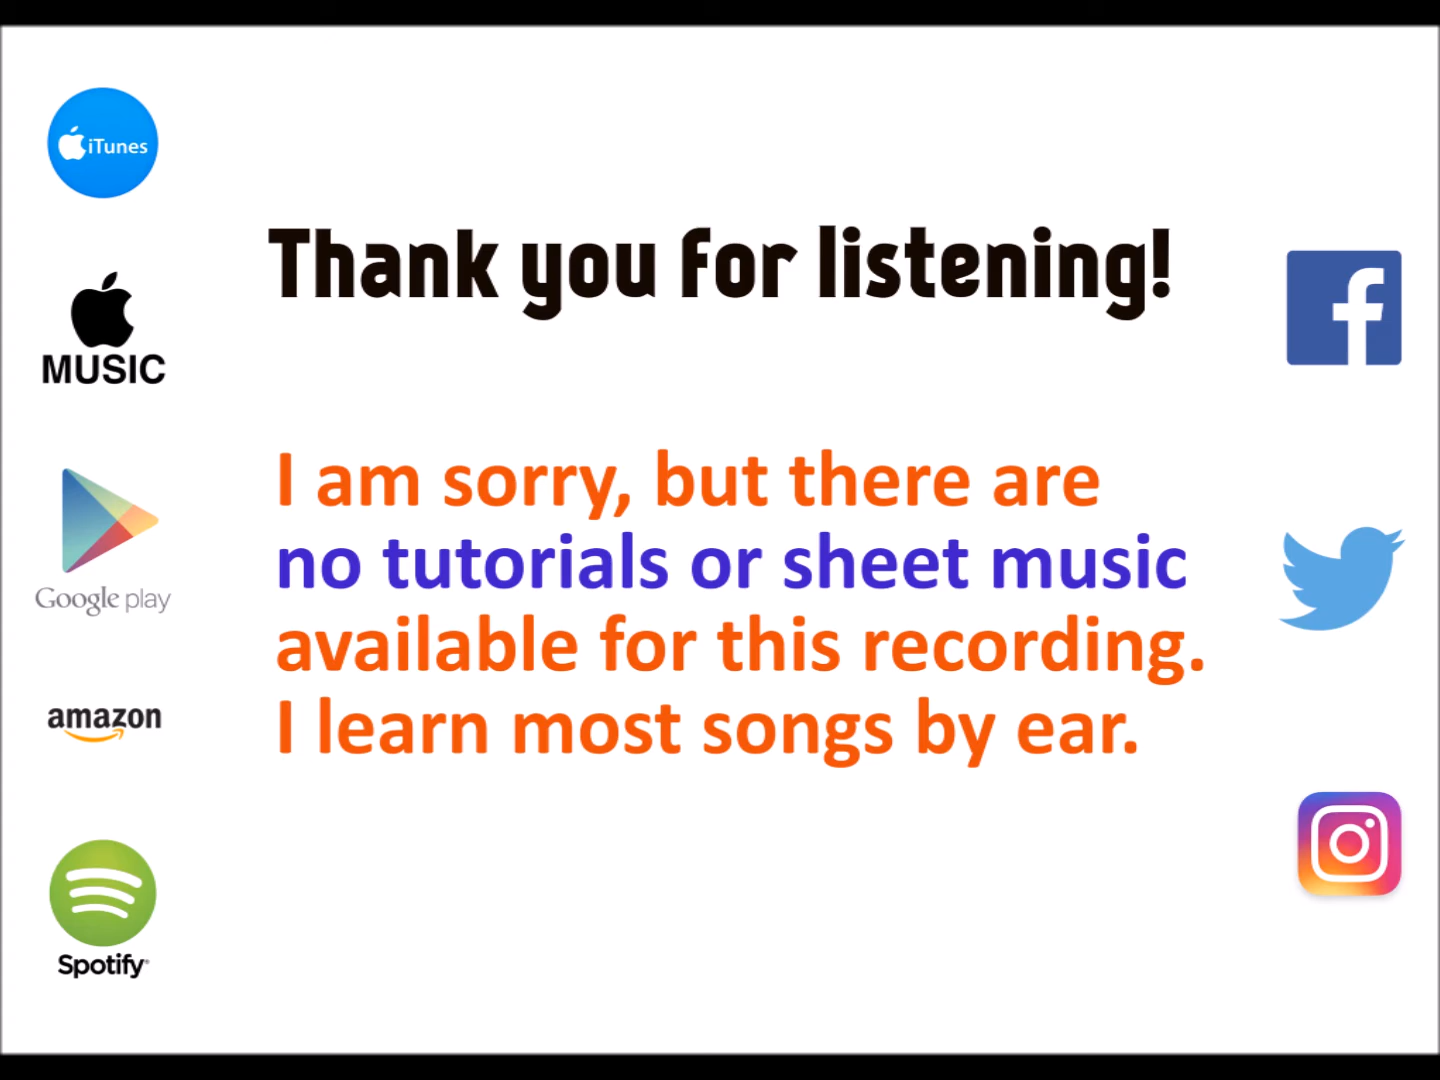 iTunes
MUSIC
Google play
amazon
Spotify
Thank you for listening!
I am sorry, but there are
no tutorials or sheet music
available for this recording.
I learn most songs by ear.